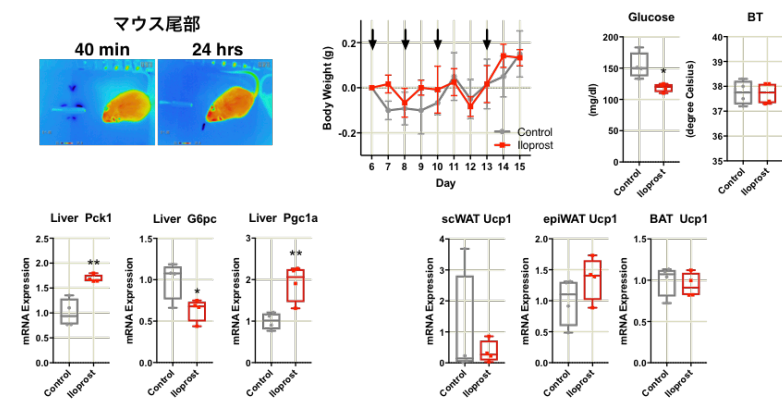 マウス尾部
40 min 24 hrs
Body Weight (g)
0.2
0.0
-0.2
Control
Iloprost
6 7 8 9 10 11 12 13 14 15
Day
Glucose
(mg/dl)
200
150
100
50
0
*
Control Iloprost
BT
(degree Celsius)
40
39
38
37
36
35
Control Iloprost
Liver Pck1
mRNA Expression
2.5
2.0
1.5
1.0
0.5
0.0
**
Control Iloprost
Liver G6pc
mRNA Expression
1.5
1.0
0.5
0.0
*
Control Iloprost
Liver Pgc1a
mRNA Expression
3
2
1
0
**
Control Iloprost
scWAT Ucp1
mRNA Expression
5
4
3
2
1
0
Control Iloprost
epiWAT Ucp1
mRNA Expression
2.0
1.5
1.0
0.5
0.0
Control Iloprost
BAT Ucp1
mRNA Expression
1.5
1.0
0.5
0.0
Control Iloprost